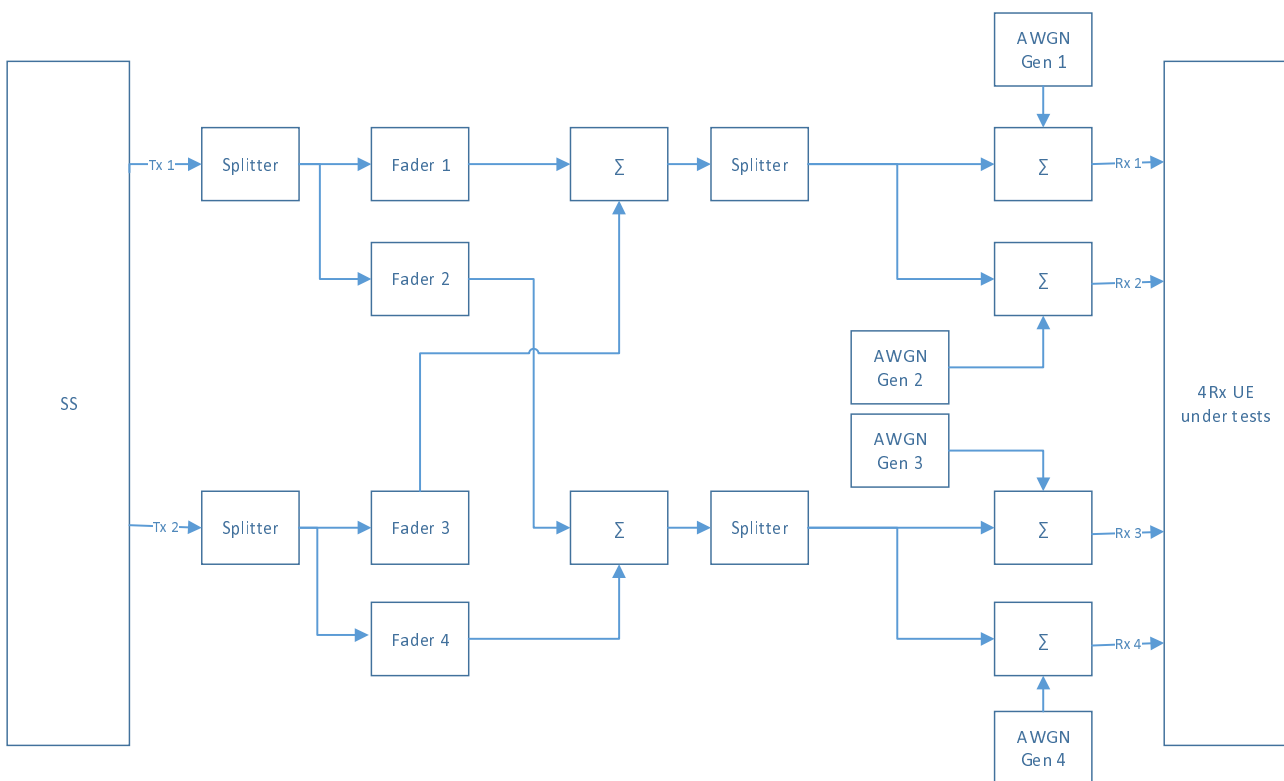 AWGN
Gen 1
Tx 1
Splitter
Fader 1
Σ
Splitter
Σ
Rx 1
Fader 2
Σ
Rx 2
AWGN
Gen 2
SS
4Rx UE
under tests
AWGN
Gen 3
Tx 2
Splitter
Fader 3
Σ
Splitter
Σ
Rx 3
Fader 4
Σ
Rx 4
AWGN
Gen 4